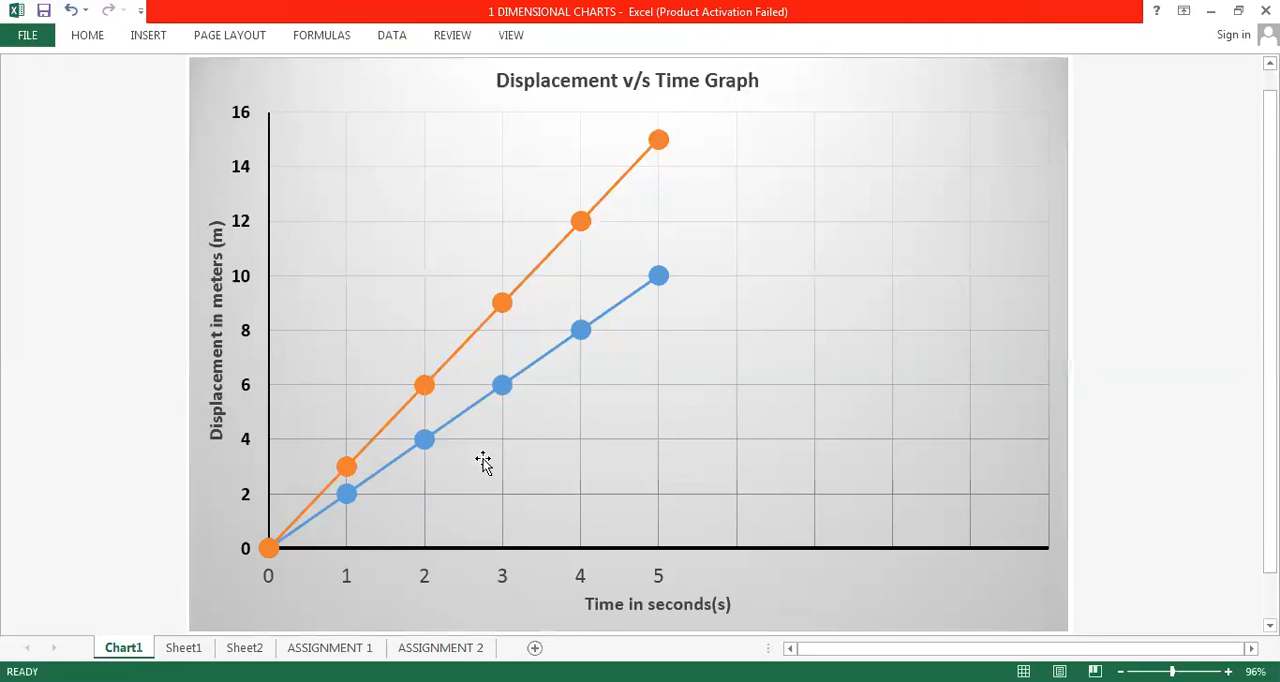 1 DIMENSIONAL CHARTS - Excel (Product Activation Failed)
?
FILE HOME INSERT PAGE LAYOUT FORMULAS DATA REVIEW VIEW Sign in
Displacement v/s Time Graph
16
14
12
10
8
6
4
2
0
Displacement in meters (m)
0 1 2 3 4 5
Time in seconds(s)
Chart1 Sheet1 Sheet2 ASSIGNMENT 1 ASSIGNMENT 2
READY 96%